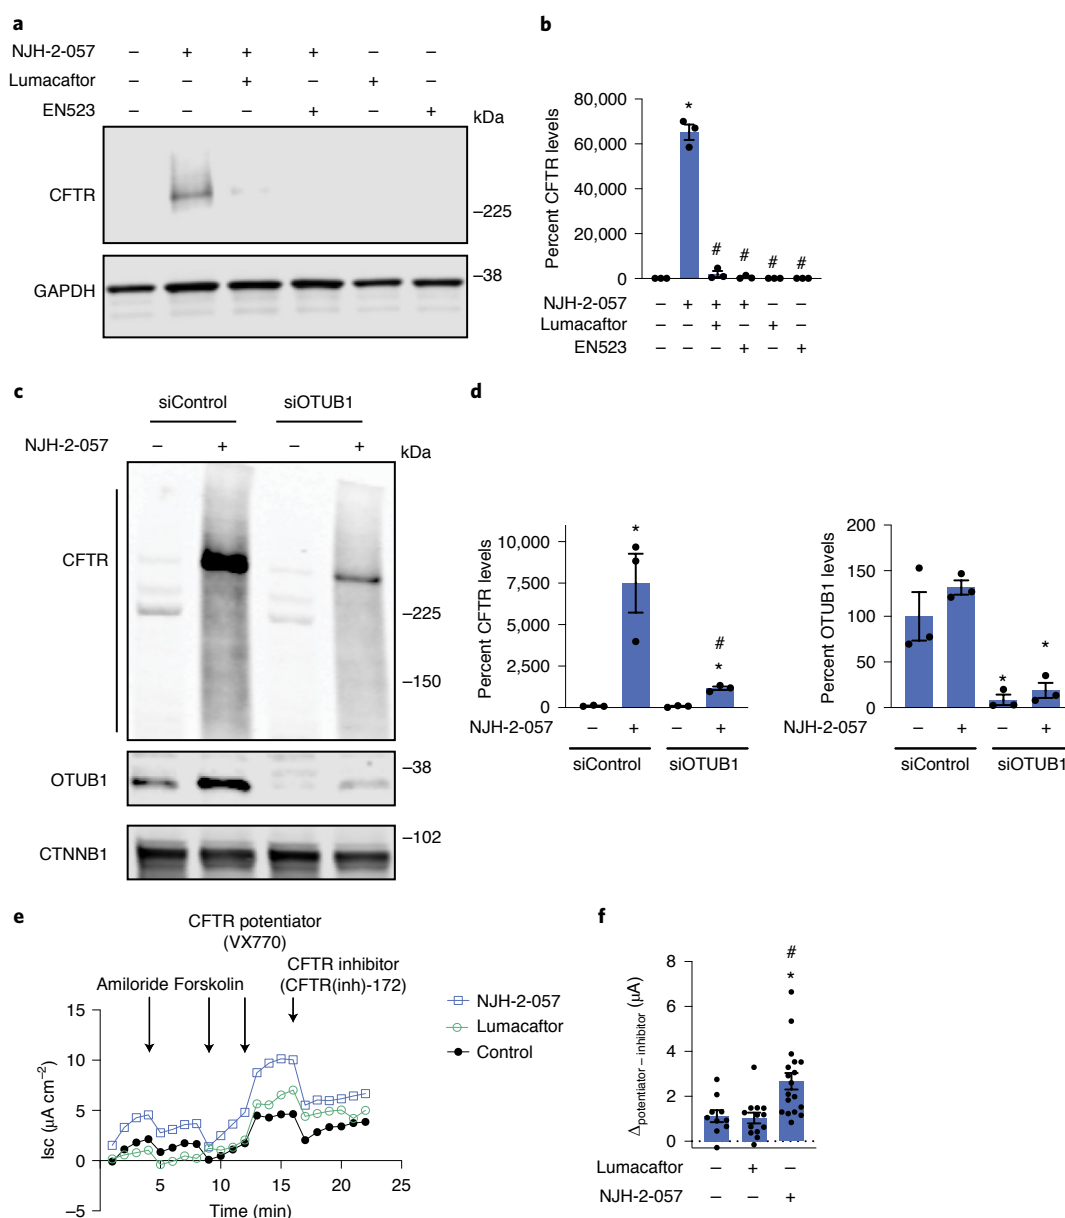 a
NJH-2-057 – + + + – –
Lumacaftor – – + – + –
EN523 – – – + – +
kDa
CFTR
–225
–38
GAPDH
b
Percent CFTR levels
80,000
60,000
40,000
20,000
0
*
# # # #
NJH-2-057 – + + + – –
Lumacaftor – – + – + –
EN523 – – – + – +
c
siControl siOTUB1
NJH-2-057 – + – +
kDa
CFTR
–225
–150
–38
OTUB1
–102
CTNNB1
d
Percent CFTR levels
10,000
7,500
5,000
2,500
0
*
#
*
NJH-2-057 – + – +
siControl siOTUB1
Percent OTUB1 levels
200
150
100
50
0
* *
NJH-2-057 – + – +
siControl siOTUB1
e
CFTR potentiator
(VX770)
CFTR inhibitor
(CFTR(inh)-172)
Amiloride Forskolin
Isc (µA cm⁻²)
15
10
5
0
–5
5 10 15 20 25
Time (min)
NJH-2-057
Lumacaftor
Control
f
Δpotentiator – inhibitor (µA)
8
6
4
2
0
#
*
Lumacaftor – + –
NJH-2-057 – – +